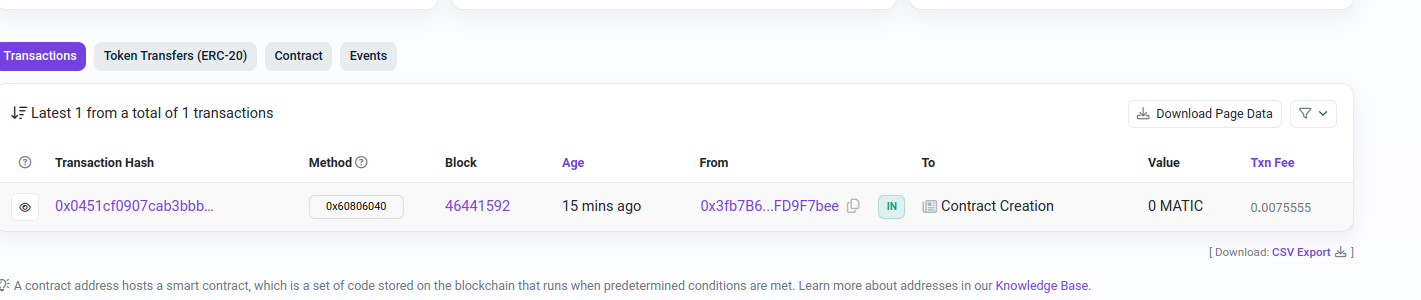 Transactions Token Transfers (ERC-20) Contract Events
Latest 1 from a total of 1 transactions Download Page Data
Transaction Hash Method Block Age From To Value Txn Fee
0x0451cf0907cab3bbb... 0x60806040 46441592 15 mins ago 0x3fb7B6...FD9F7bee IN Contract Creation 0 MATIC 0.0075555
[ Download: CSV Export ]
A contract address hosts a smart contract, which is a set of code stored on the blockchain that runs when predetermined conditions are met. Learn more about addresses in our Knowledge Base.